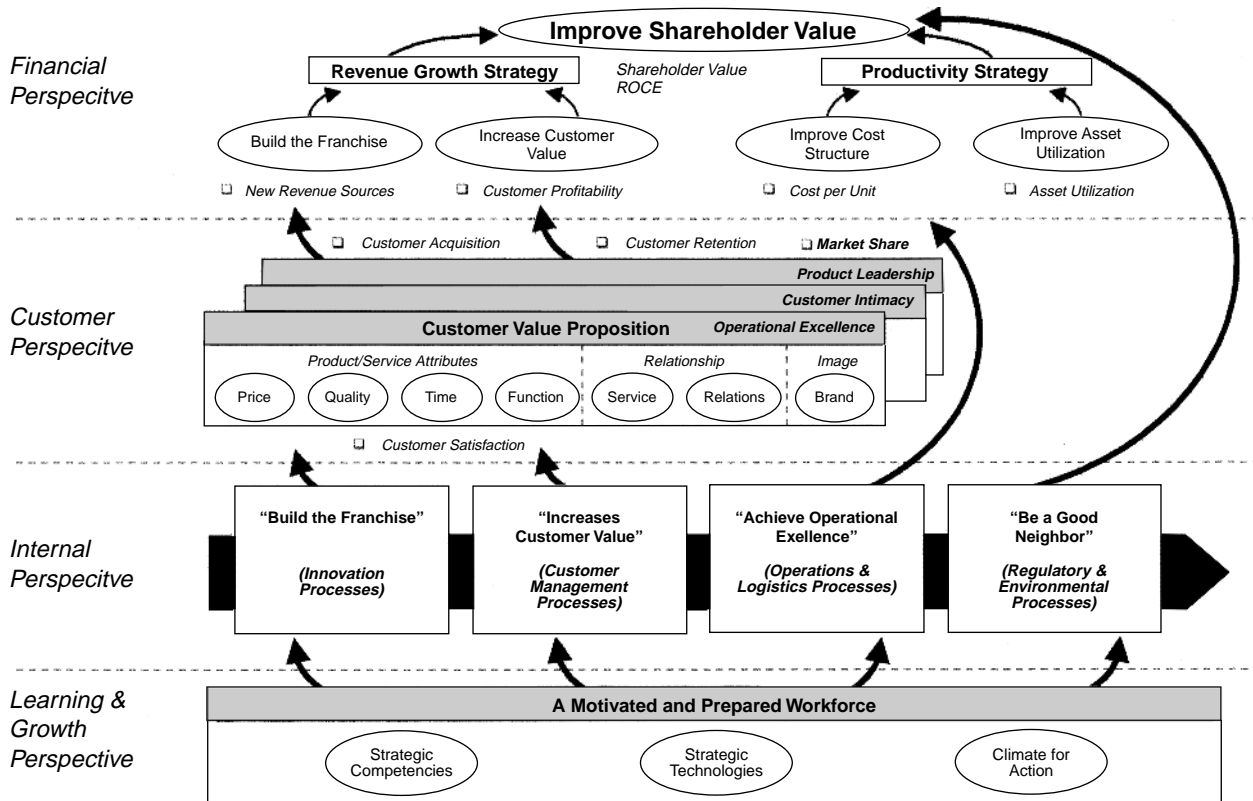 Improve Shareholder Value
Financial
Perspecitve
Revenue Growth Strategy
Shareholder Value
ROCE
Productivity Strategy
Build the Franchise
Increase Customer
Value
Improve Cost
Structure
Improve Asset
Utilization
New Revenue Sources
Customer Profitability
Cost per Unit
Asset Utilization
Customer
Perspecitve
Customer Acquisition
Customer Retention
Market Share
Product Leadership
Customer Intimacy
Customer Value Proposition
Operational Excellence
Product/Service Attributes
Relationship
Image
Price
Quality
Time
Function
Service
Relations
Brand
Customer Satisfaction
Internal
Perspecitve
“Build the Franchise”
(Innovation
Processes)
“Increases
Customer Value”
(Customer
Management
Processes)
“Achieve Operational
Exellence”
(Operations &
Logistics Processes)
“Be a Good
Neighbor”
(Regulatory &
Environmental
Processes)
Learning &
Growth
Perspective
A Motivated and Prepared Workforce
Strategic
Competencies
Strategic
Technologies
Climate for
Action